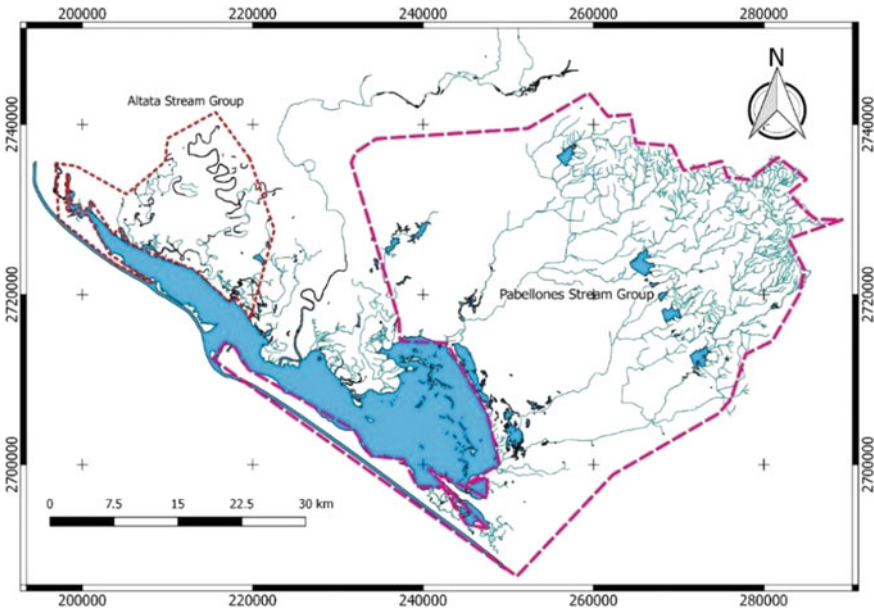 200000 220000 240000 260000 280000
N
Altata Stream Group
2740000 2740000
2720000 2720000
Pabellones Stream Group
2700000 2700000
0 7.5 15 22.5 30 km
200000 220000 240000 260000 280000